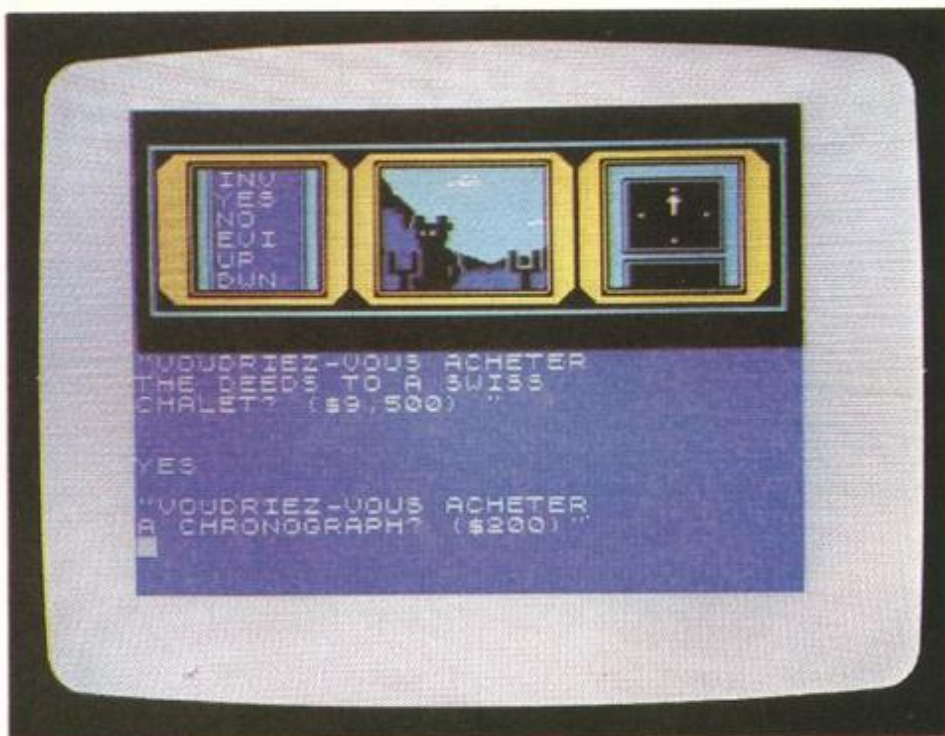 INV
YES
NO
EVI
UP
DWN
"VOUDRIEZ-VOUS ACHETER
THE DEEDS TO A SWISS
CHALET? ($9,500) "
YES
"VOUDRIEZ-VOUS ACHETER
A CHRONOGRAPH? ($200)"